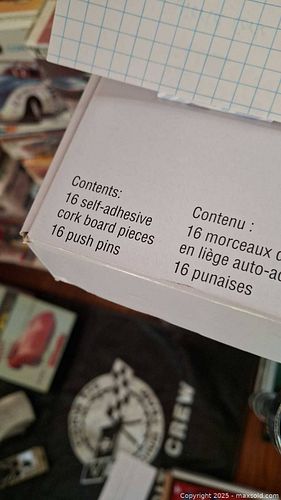 Contents:
16 self-adhesive
cork board pieces
16 push pins
Contenu :
16 morceaux
en liège
16 punaises
CREW
Copyright 2025 - maxsold.com